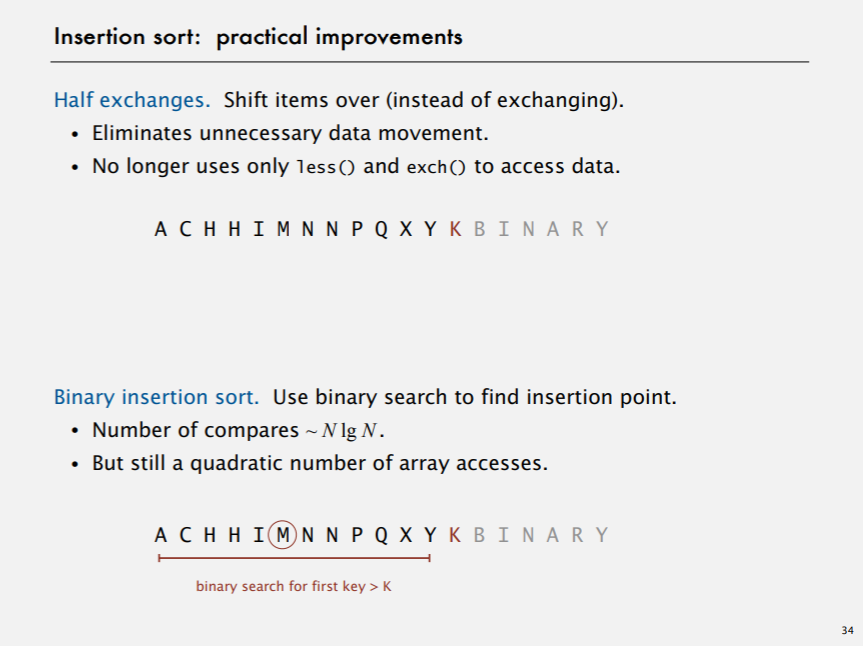 Insertion sort: practical improvements
Half exchanges. Shift items over (instead of exchanging).
• Eliminates unnecessary data movement.
• No longer uses only less() and exch() to access data.
A C H H I M N N P Q X Y K B I N A R Y
Binary insertion sort. Use binary search to find insertion point.
• Number of compares ~ N lg N.
• But still a quadratic number of array accesses.
A C H H I M N N P Q X Y K B I N A R Y
binary search for first key > K
34